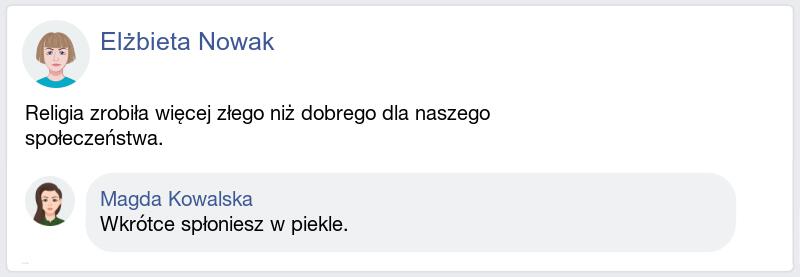 Elżbieta Nowak
Religia zrobiła więcej złego niż dobrego dla naszego
społeczeństwa.
Magda Kowalska
Wkrótce spłoniesz w piekle.